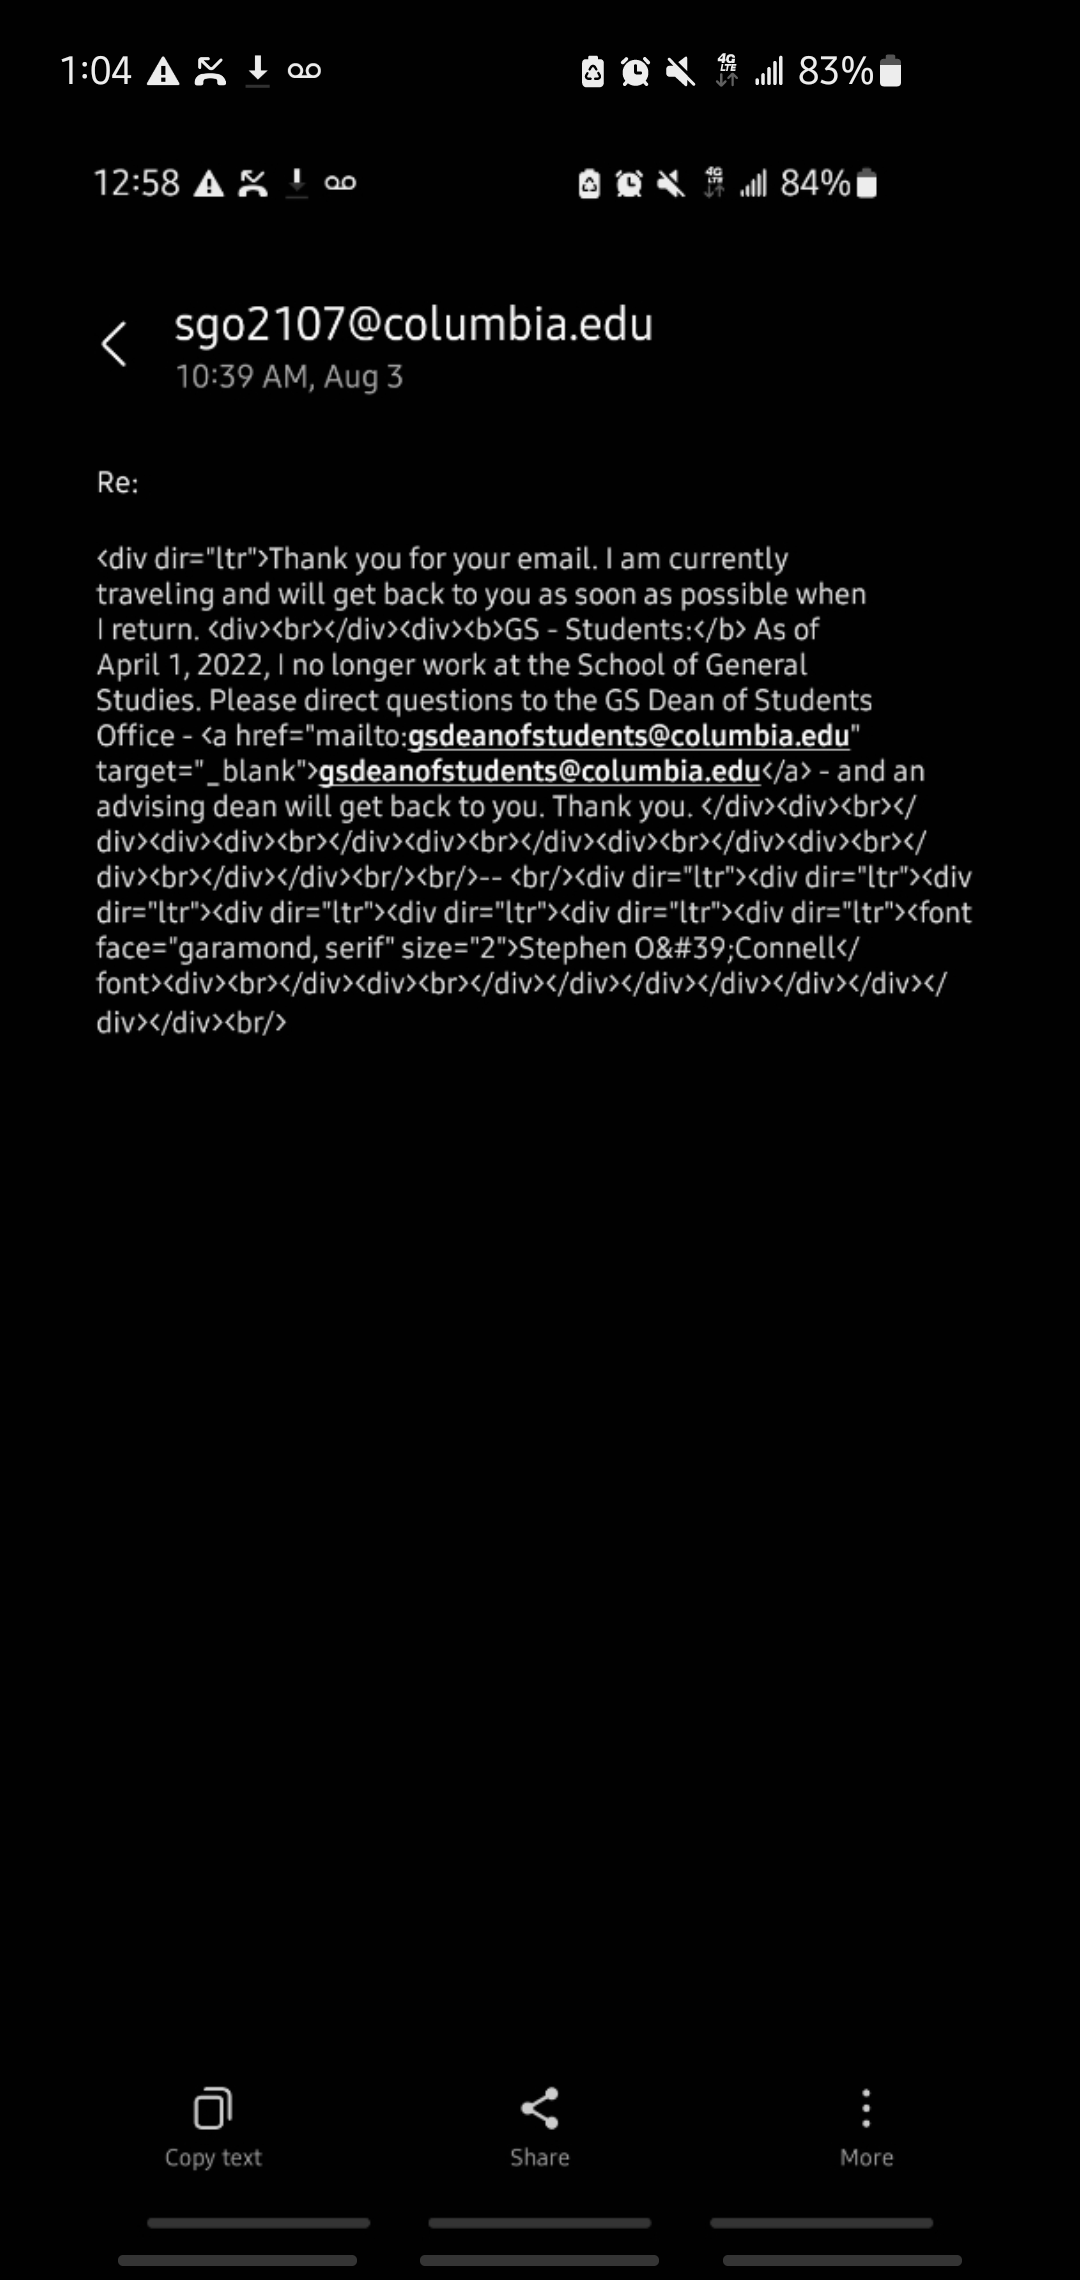 1:04 83%
12:58 84%
sgo2107@columbia.edu
10:39 AM, Aug 3
Re:
<div dir="ltr">Thank you for your email. I am currently
traveling and will get back to you as soon as possible when
I return. <div><br></div><div><b>GS - Students:</b> As of
April 1, 2022, I no longer work at the School of General
Studies. Please direct questions to the GS Dean of Students
Office - <a href="mailto:gsdeanofstudents@columbia.edu"
target="_blank">gsdeanofstudents@columbia.edu</a> - and an
advising dean will get back to you. Thank you. </div><div><br></
div><div><div><br></div><div><br></div><div><br></div><div><br></
div><br></div></div><br/><br/>-- <br/><div dir="ltr"><div dir="ltr"><div
dir="ltr"><div dir="ltr"><div dir="ltr"><div dir="ltr"><div dir="ltr"><font
face="garamond, serif" size="2">Stephen O&#39;Connell</
font><div><br></div><div><br></div></div></div></div></div></div></
div></div><br/>
Copy text Share More